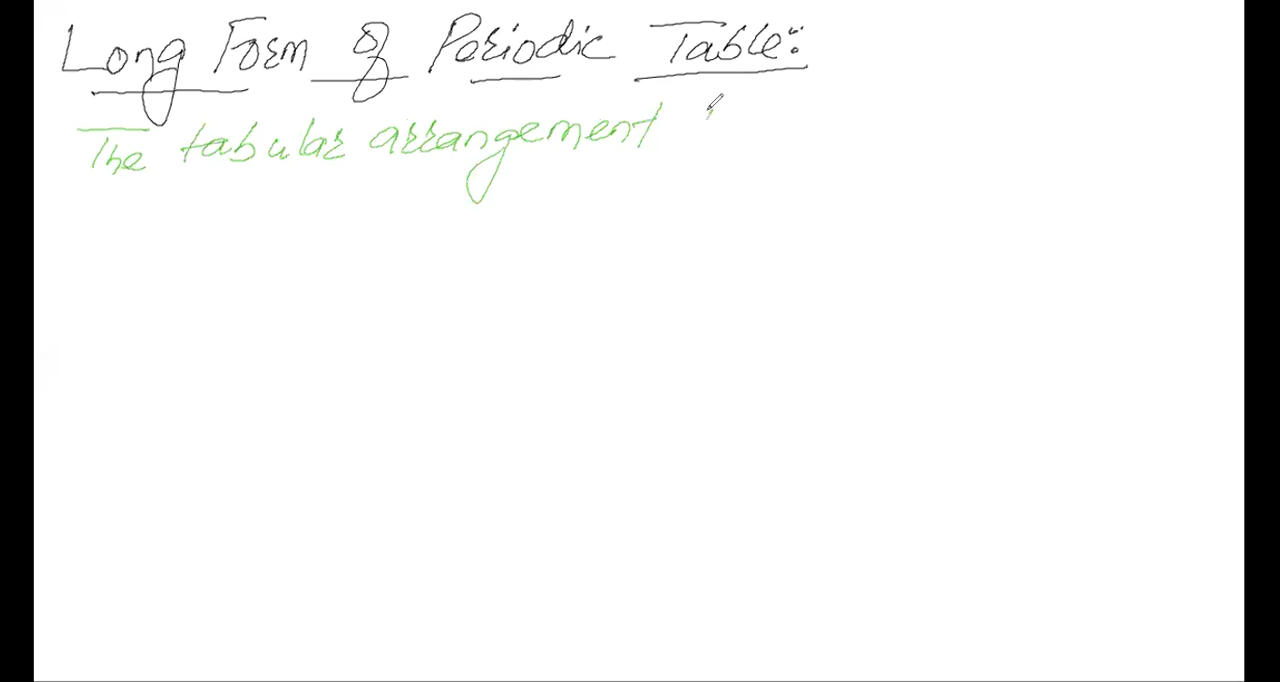 Long Form of Periodic Table:
The tabular arrangement